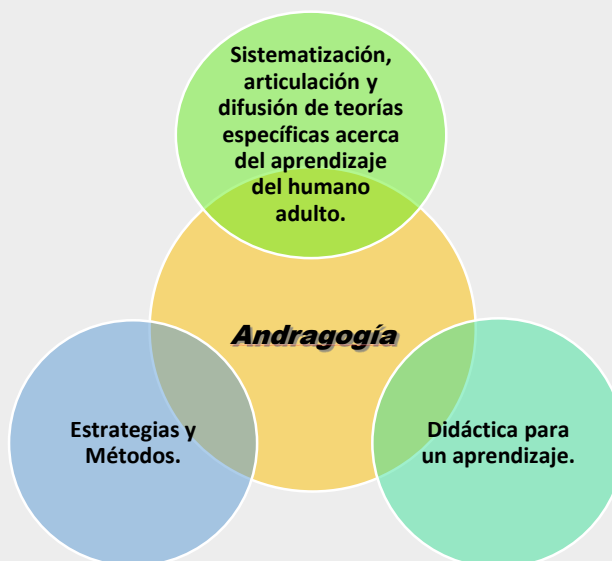 Sistematización,
articulación y
difusión de teorías
específicas acerca
del aprendizaje
del humano
adulto.
Andragogía
Estrategias y
Métodos.
Didáctica para
un aprendizaje.